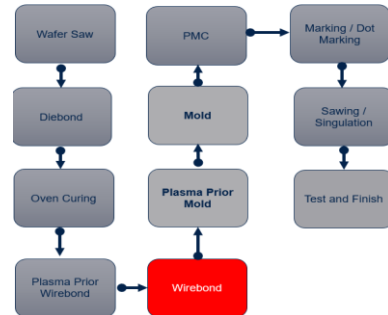 Wafer Saw
Diebond
Oven Curing
Plasma Prior
Wirebond
Wirebond
Plasma Prior
Mold
Mold
PMC
Marking / Dot
Marking
Sawing /
Singulation
Test and Finish